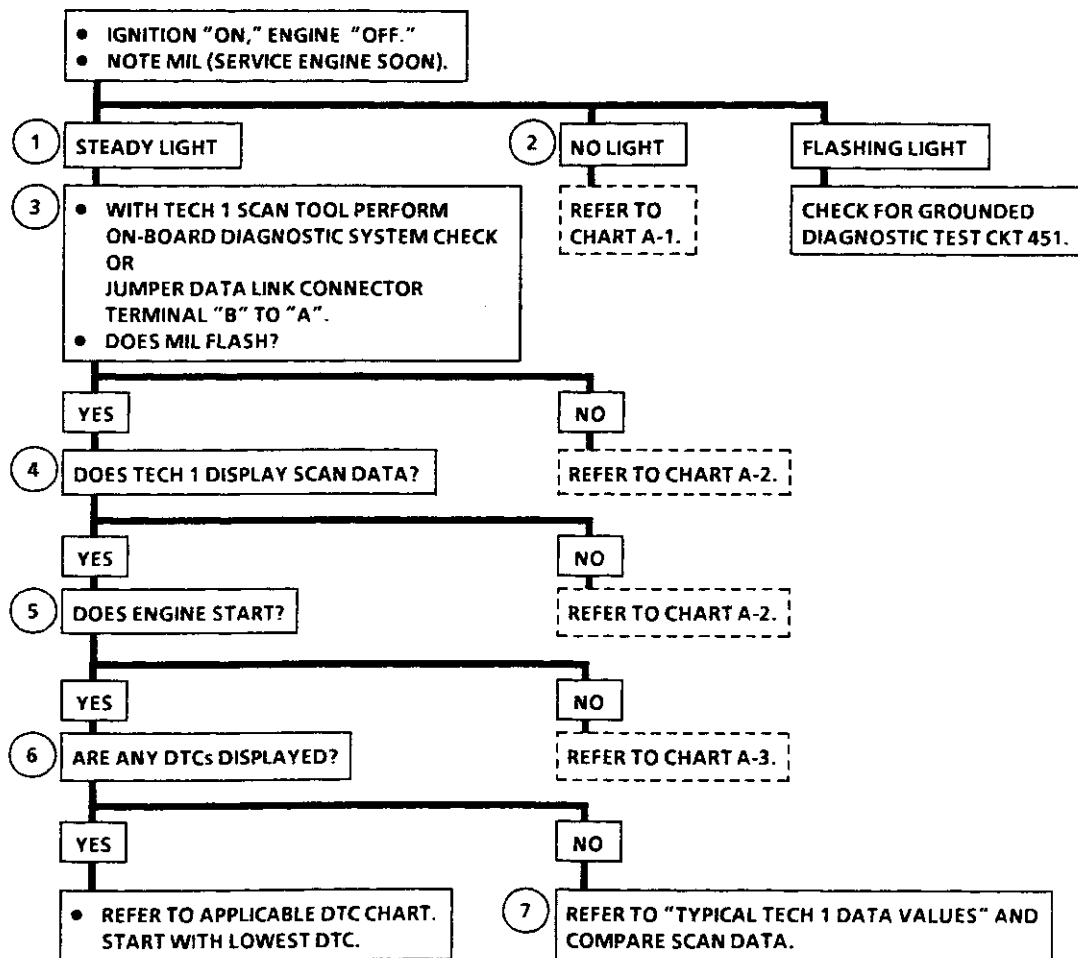 • IGNITION "ON," ENGINE "OFF."
• NOTE MIL (SERVICE ENGINE SOON).
1
STEADY LIGHT
2
NO LIGHT
FLASHING LIGHT
3
• WITH TECH 1 SCAN TOOL PERFORM
ON-BOARD DIAGNOSTIC SYSTEM CHECK
OR
JUMPER DATA LINK CONNECTOR
TERMINAL "B" TO "A".
• DOES MIL FLASH?
REFER TO
CHART A-1.
CHECK FOR GROUNDED
DIAGNOSTIC TEST CKT 451.
YES
NO
4
DOES TECH 1 DISPLAY SCAN DATA?
REFER TO CHART A-2.
YES
NO
5
DOES ENGINE START?
REFER TO CHART A-2.
YES
NO
6
ARE ANY DTCs DISPLAYED?
REFER TO CHART A-3.
YES
NO
• REFER TO APPLICABLE DTC CHART.
START WITH LOWEST DTC.
7
REFER TO "TYPICAL TECH 1 DATA VALUES" AND
COMPARE SCAN DATA.